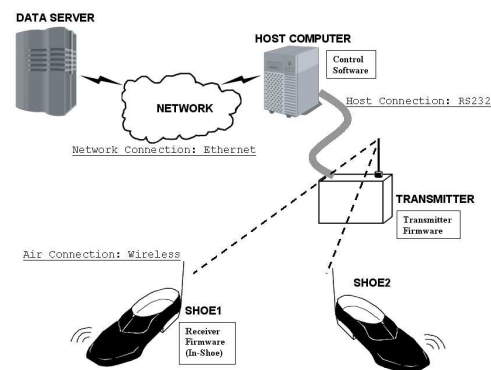 DATA SERVER
HOST COMPUTER
Control
Software
NETWORK
Host Connection: RS232
Network Connection: Ethernet
TRANSMITTER
Transmitter
Firmware
Air Connection: Wireless
SHOE2
SHOE1
Receiver
Firmware
(In-Shoe)